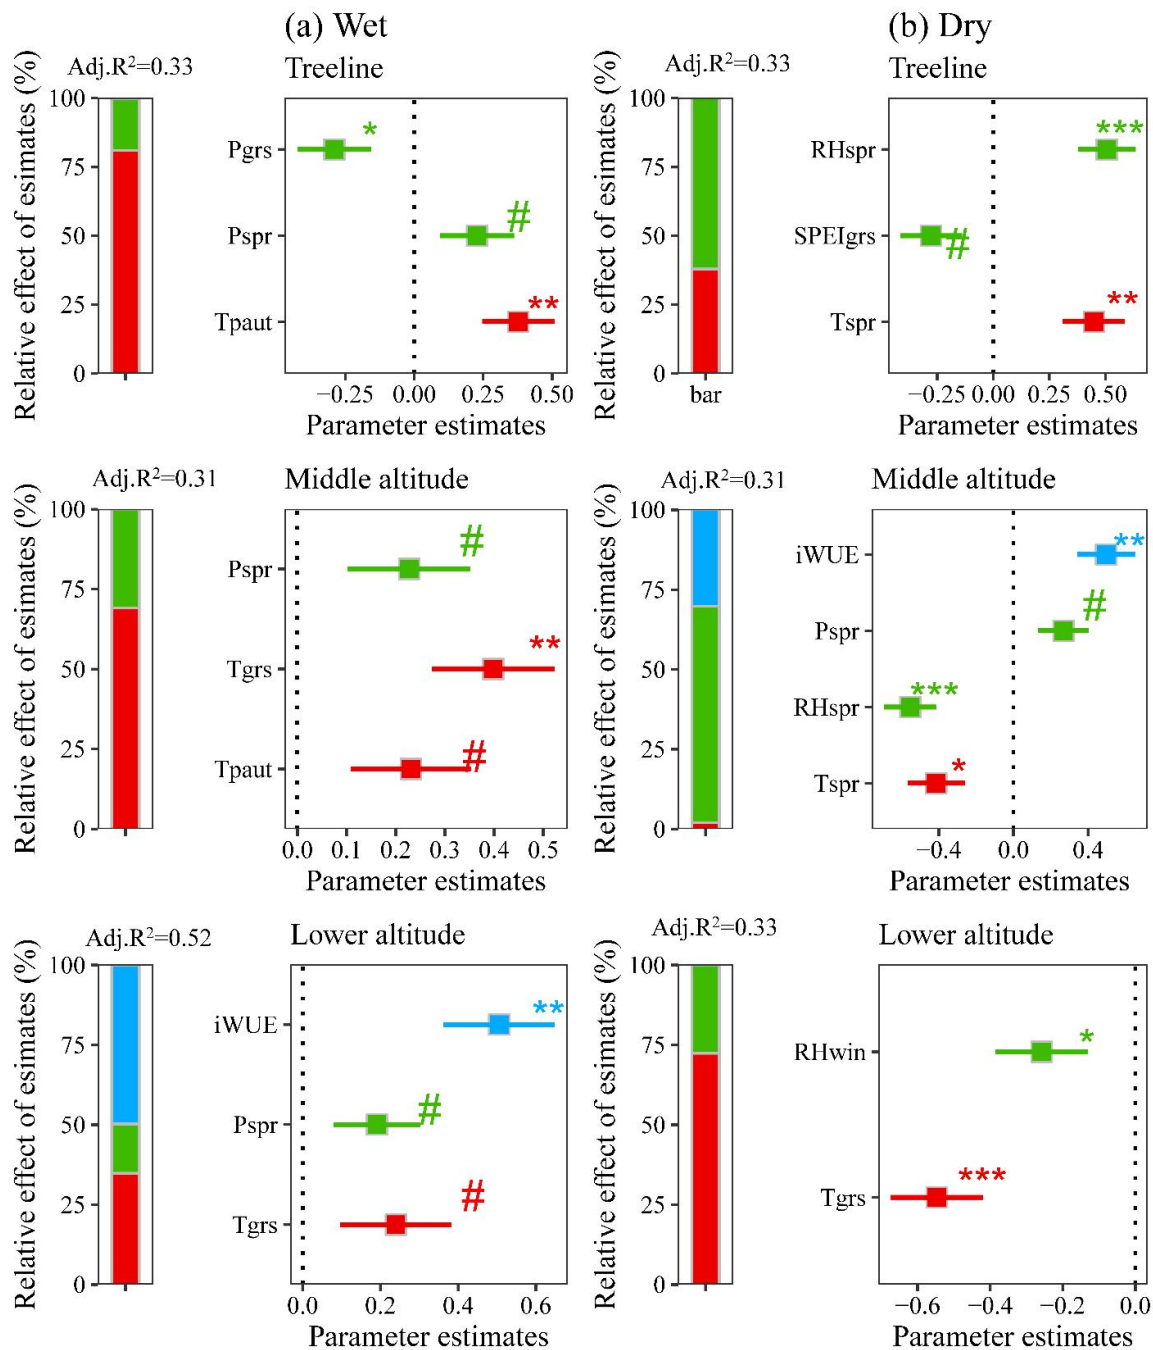 (a) Wet
(b) Dry
Adj.R²=0.33
Treeline
Relative effect of esimates (%)
100
75
50
25
0
Pgrs
*
Pspr
#
Tpaut
**
−0.25
0.00
0.25
0.50
Parameter estimates
Adj.R²=0.33
Treeline
Relative effect of esimates (%)
100
75
50
25
0
bar
RHspr
***
SPEIgrs
#
Tspr
**
−0.25
0.00
0.25
0.50
Parameter estimates
Adj.R²=0.31
Middle altitude
Relative effect of esimates (%)
100
75
50
25
0
Pspr
#
Tgrs
**
Tpaut
#
0.0
0.1
0.2
0.3
0.4
0.5
Parameter estimates
Adj.R²=0.31
Middle altitude
Relative effect of esimates (%)
100
75
50
25
0
iWUE
**
Pspr
#
RHspr
***
Tspr
*
−0.4
0.0
0.4
Parameter estimates
Adj.R²=0.52
Lower altitude
Relative effect of esimates (%)
100
75
50
25
0
iWUE
**
Pspr
#
Tgrs
#
0.0
0.2
0.4
0.6
Parameter estimates
Adj.R²=0.33
Lower altitude
Relative effect of esimates (%)
100
75
50
25
0
RHwin
*
Tgrs
***
−0.6
−0.4
−0.2
0.0
Parameter estimates